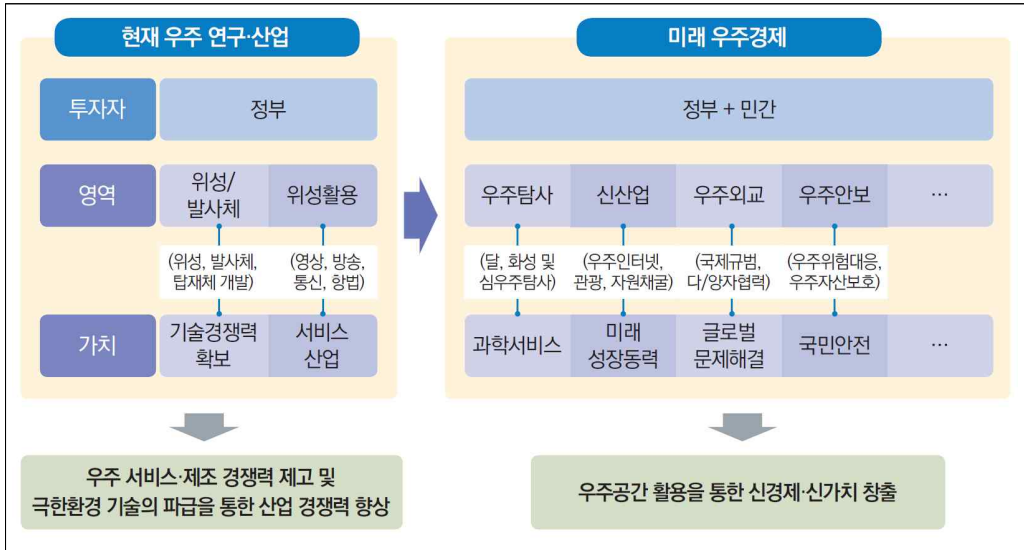 현재 우주 연구·산업
투자자
정부
영역
위성/
발사체
위성활용
(위성, 발사체,
탑재체 개발)
(영상, 방송,
통신, 항법)
가치
기술경쟁력
확보
서비스
산업
우주 서비스·제조 경쟁력 제고 및
극한환경 기술의 파급을 통한 산업 경쟁력 향상
미래 우주경제
정부 + 민간
우주탐사
신산업
우주외교
우주안보
…
(달, 화성 및
심우주탐사)
(우주인터넷,
관광, 자원채굴)
(국제규범,
다/양자협력)
(우주위험대응,
우주자산보호)
과학서비스
미래
성장동력
글로벌
문제해결
국민안전
…
우주공간 활용을 통한 신경제·신가치 창출